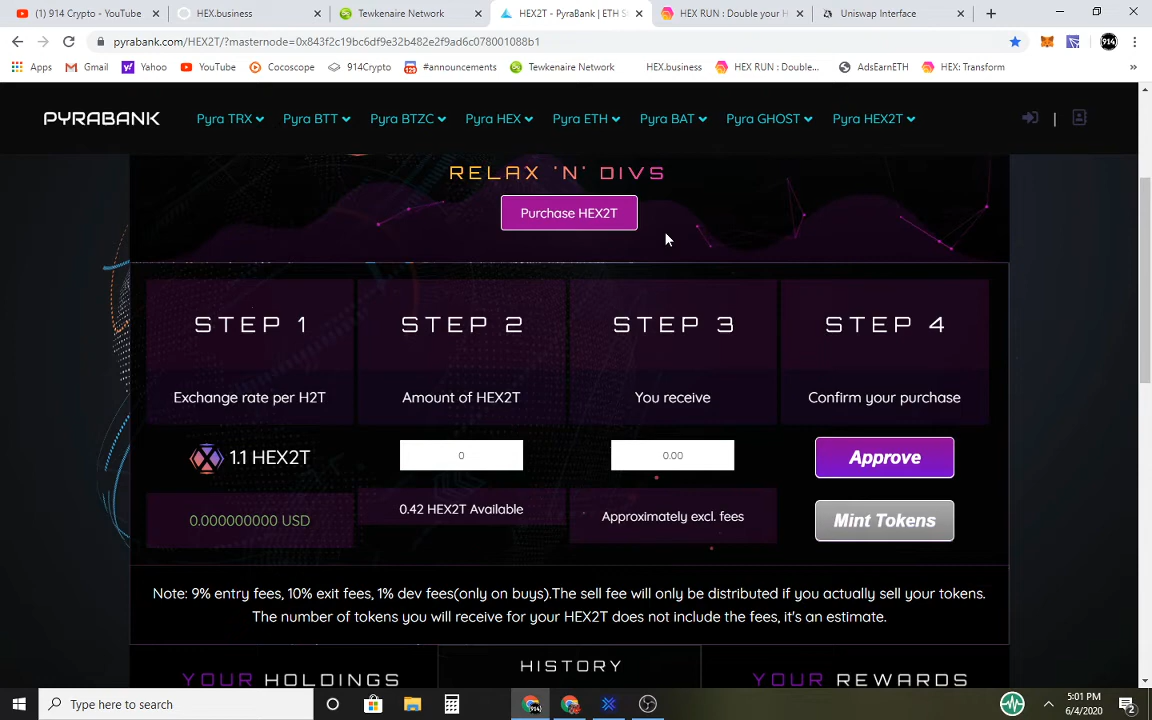 (1) 914 Crypto - YouTube
HEX.business
Tewkenaire Network
HEX2T - PyraBank | ETH S
HEX RUN : Double your H
Uniswap Interface
pyrabank.com/HEX2T/?masternode=0x843f2c19bc6df9e32b482e2f9ad6c078001088b1
914
Apps
Gmail
Yahoo
YouTube
Cocoscope
914Crypto
129
#announcements
Tewkenaire Network
HEX.business
HEX RUN : Double...
AdsEarnETH
HEX: Transform
PYRABANK
Pyra TRX
Pyra BTT
Pyra BTZC
Pyra HEX
Pyra ETH
Pyra BAT
Pyra GHOST
Pyra HEX2T
|
RELAX 'N' DIVS
Purchase HEX2T
STEP 1
STEP 2
STEP 3
STEP 4
Exchange rate per H2T
Amount of HEX2T
You receive
Confirm your purchase
1.1 HEX2T
0
0.00
Approve
0.000000000 USD
0.42 HEX2T Available
Approximately excl. fees
Mint Tokens
Note: 9% entry fees, 10% exit fees, 1% dev fees(only on buys).The sell fee will only be distributed if you actually sell your tokens.
The number of tokens you will receive for your HEX2T does not include the fees, it's an estimate.
YOUR HOLDINGS
HISTORY
YOUR REWARDS
Type here to search
914
5:01 PM
6/4/2020
2